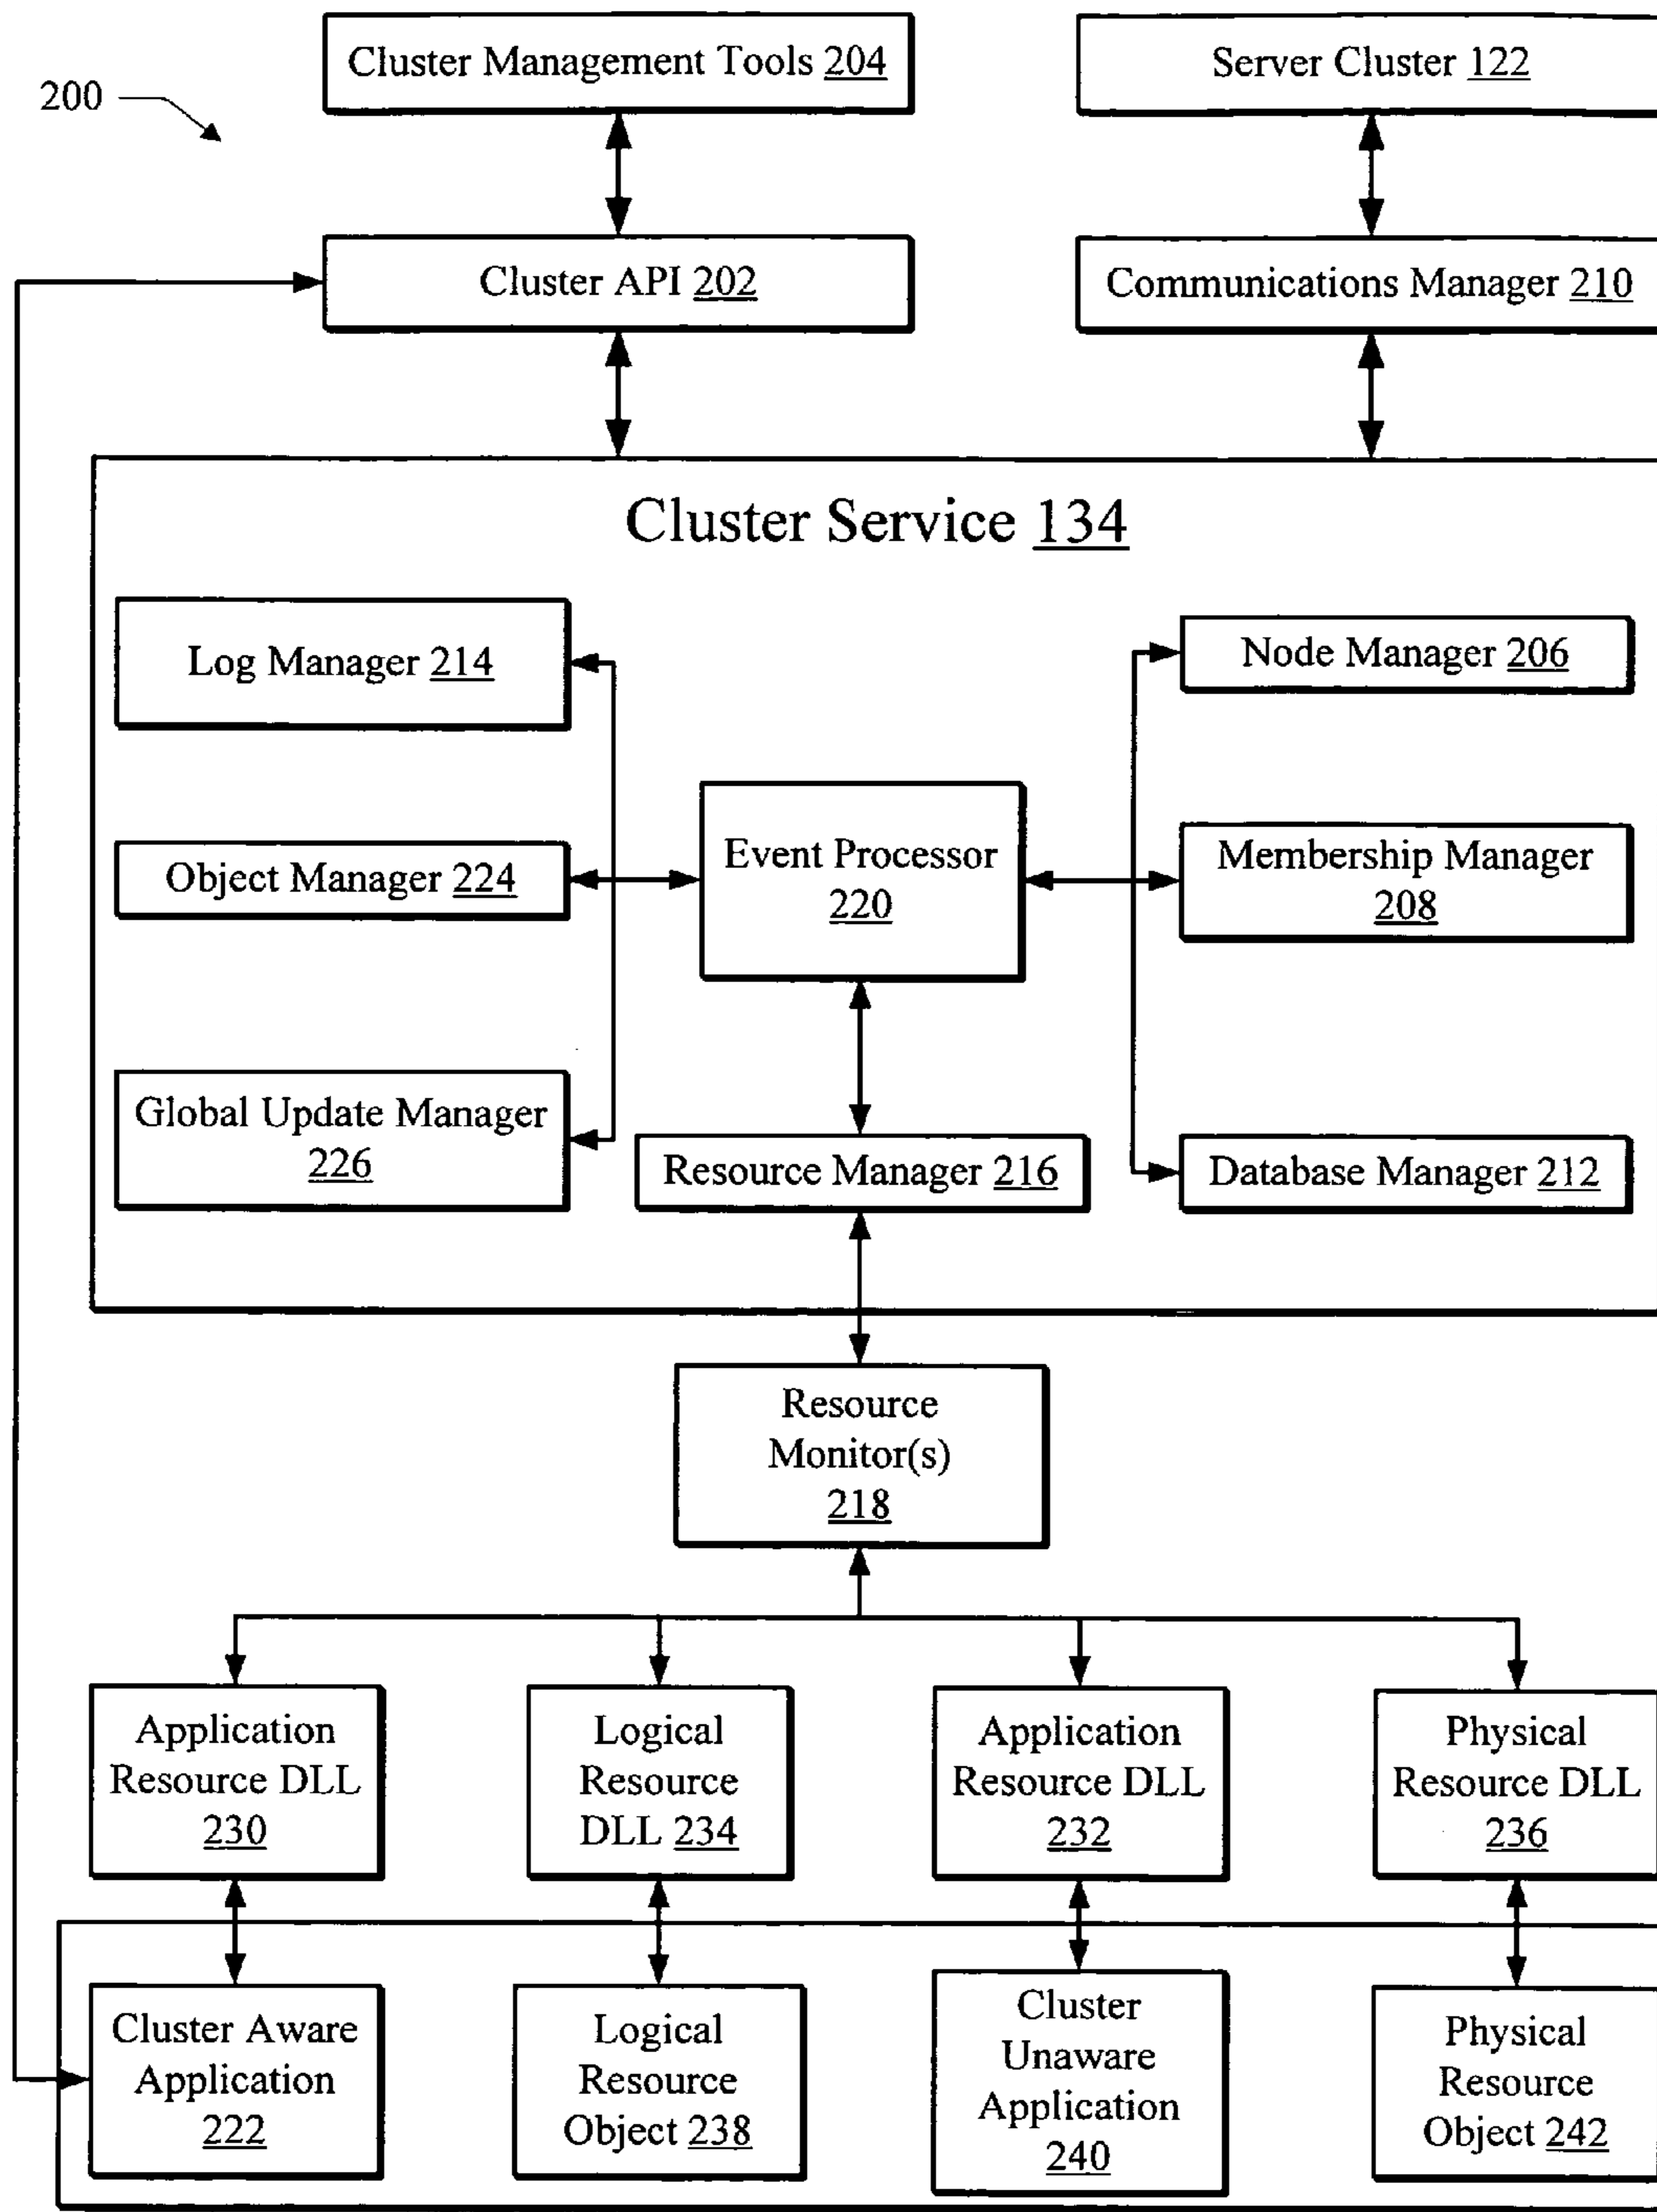 Cluster Management Tools 204
Server Cluster 122
200
Cluster API 202
Communications Manager 210
Cluster Service 134
Log Manager 214
Node Manager 206
Object Manager 224
Event Processor
220
Membership Manager
208
Global Update Manager
226
Resource Manager 216
Database Manager 212
Resource
Monitor(s)
218
Application
Resource DLL
230
Logical
Resource
DLL 234
Application
Resource DLL
232
Physical
Resource DLL
236
Cluster Aware
Application
222
Logical
Resource
Object 238
Cluster
Unaware
Application
240
Physical
Resource
Object 242